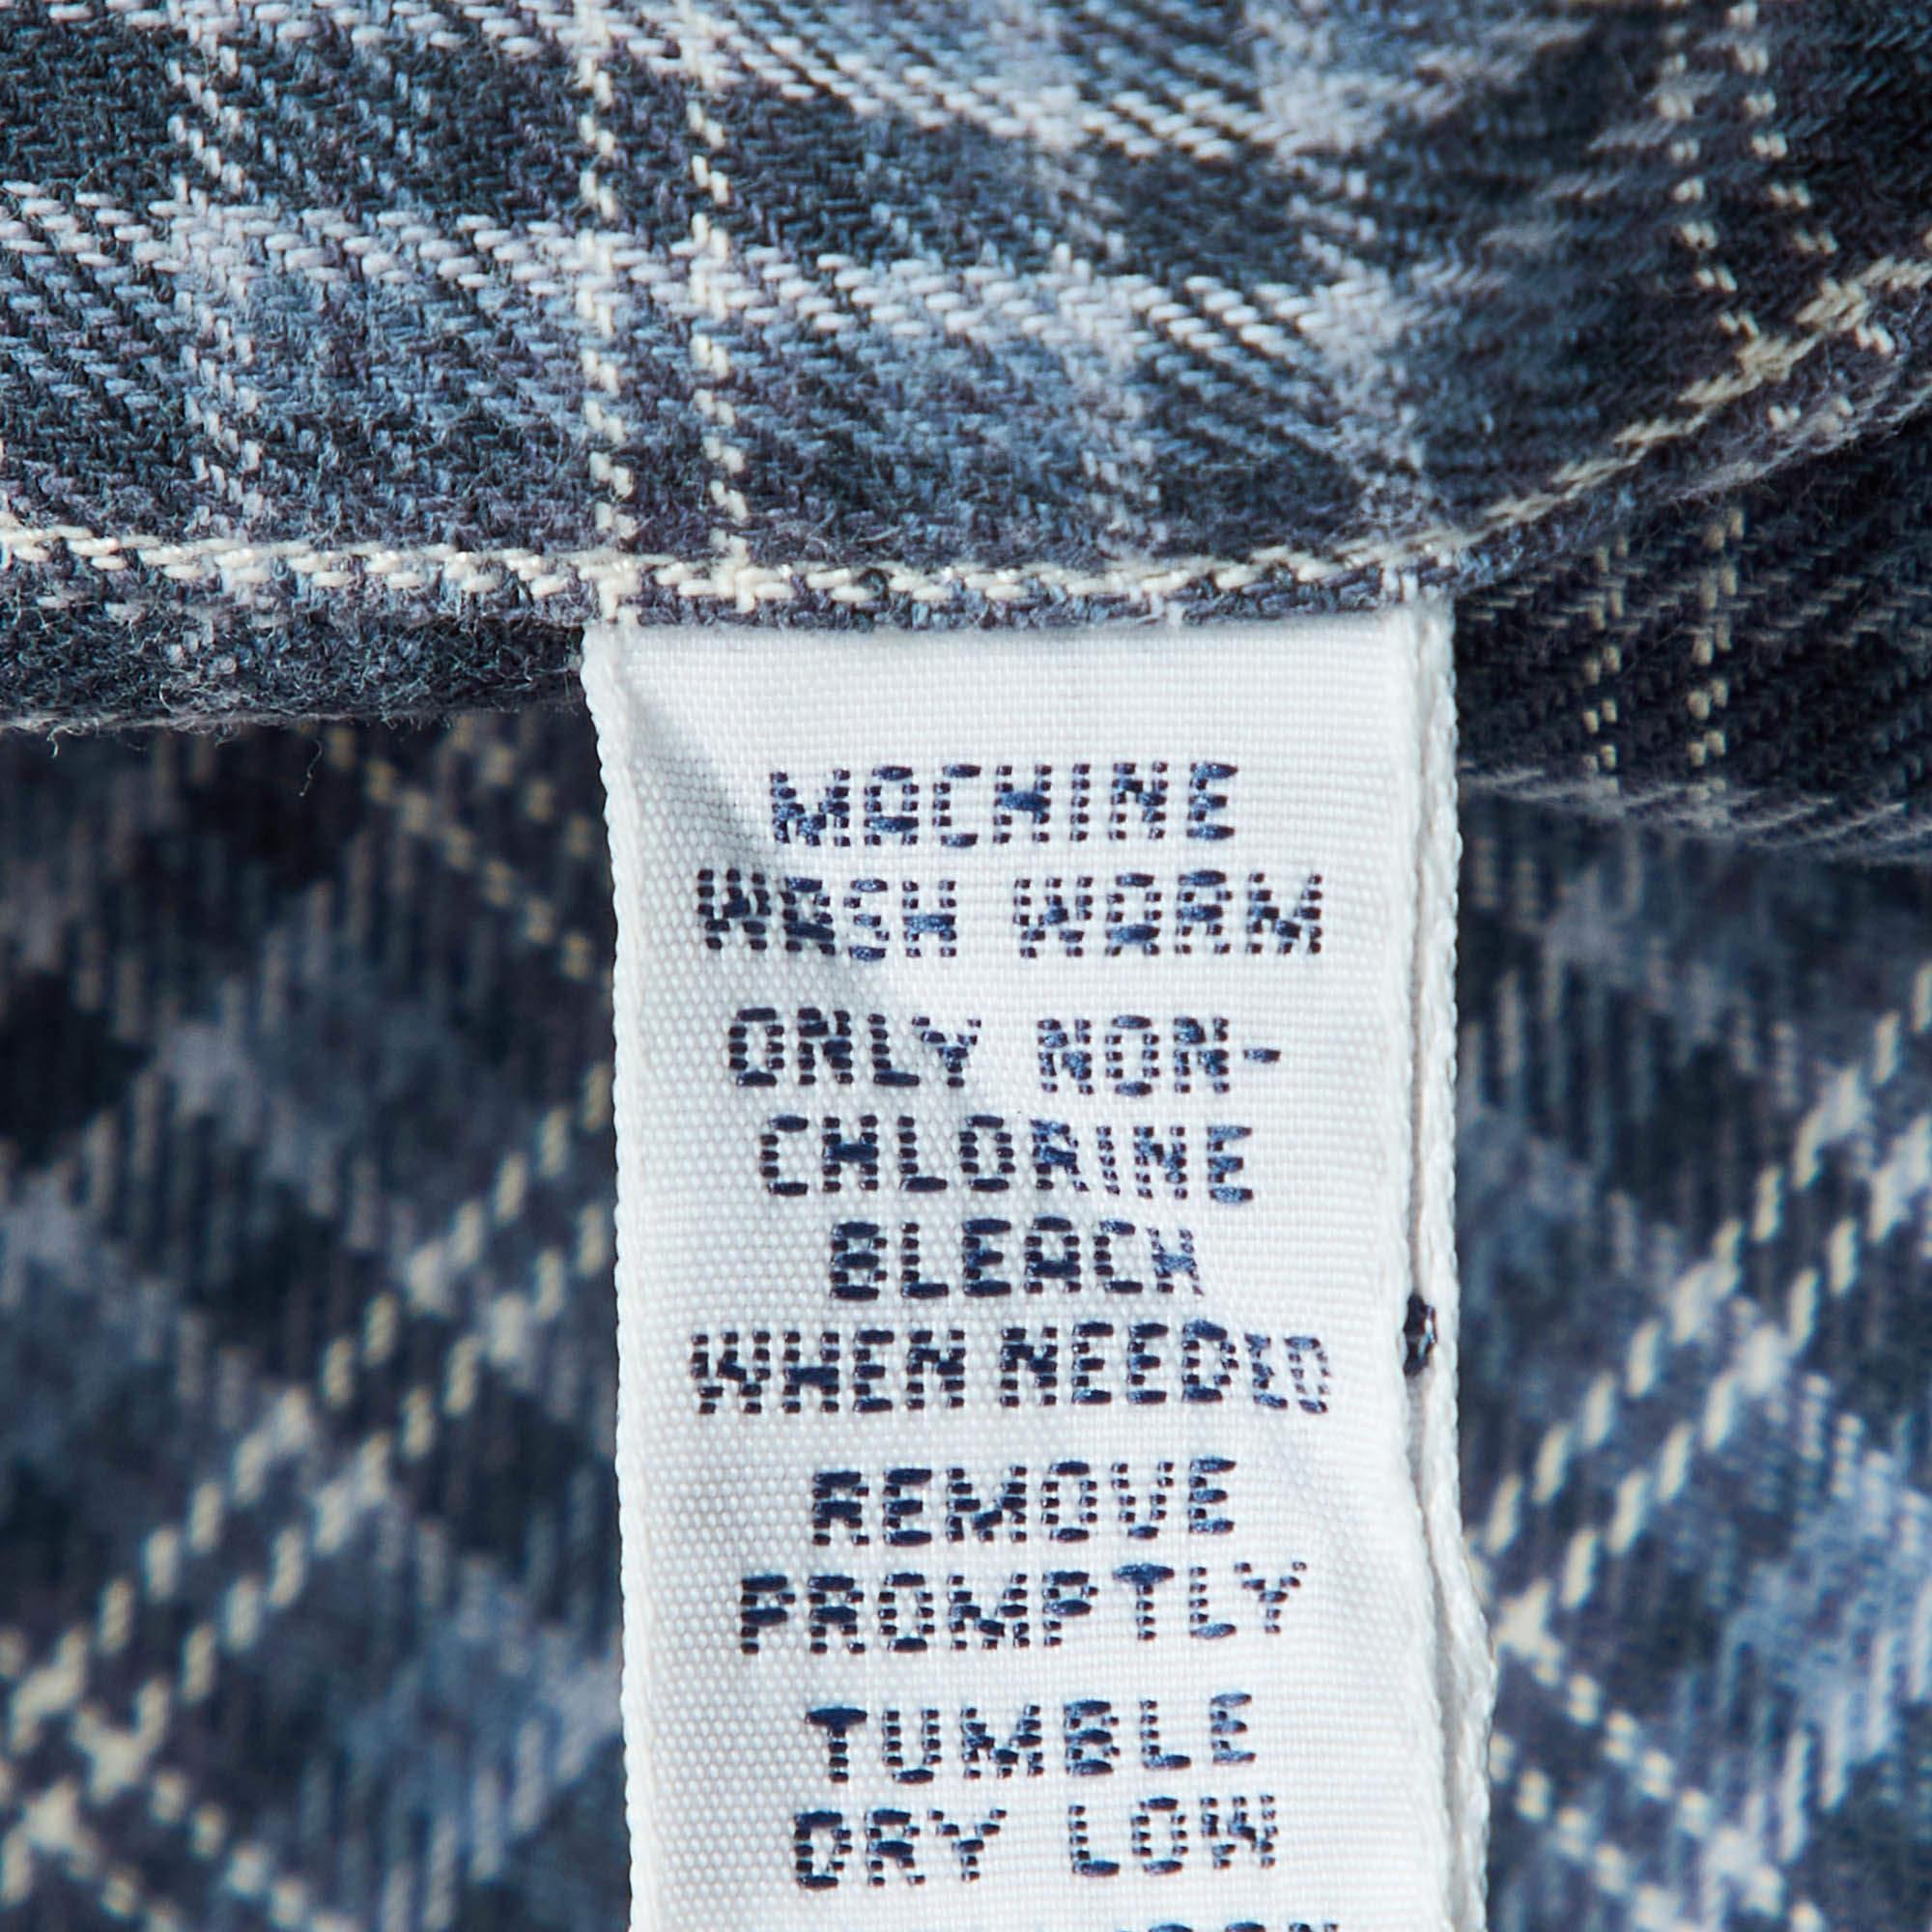 MACHINE
WASH WARM
ONLY NON-
CHLORINE
BLEACH
WHEN NEEDED
REMOVE
PROMPTLY
TUMBLE
DRY LOW